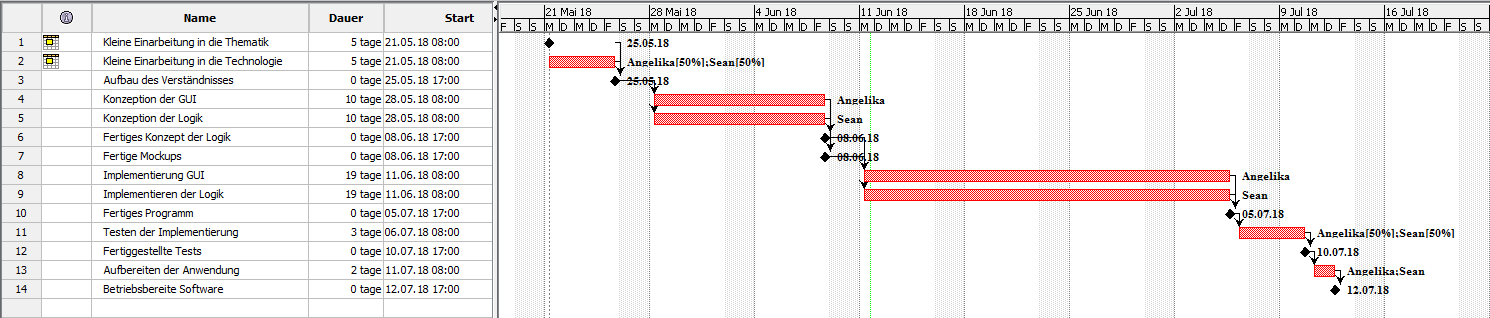 Name Dauer Start
21 Mai 18 28 Mai 18 4 Jun 18 11 Jun 18 18 Jun 18 25 Jun 18 2 Jul 18 9 Jul 18 16 Jul 18
F S S M D M D F S S M D M D F S S M D M D F S S M D M D F S S M D M D F S S M D M D F S S M D M D F S S M D M D F S S M D M D F S S
1 Kleine Einarbeitung in die Thematik 5 tage 21.05.18 08:00 25.05.18
2 Kleine Einarbeitung in die Technologie 5 tage 21.05.18 08:00 Angelika[50%];Sean[50%]
3 Aufbau des Verständnisses 0 tage 25.05.18 17:00 25.05.18
4 Konzeption der GUI 10 tage 28.05.18 08:00 Angelika
5 Konzeption der Logik 10 tage 28.05.18 08:00 Sean
6 Fertiges Konzept der Logik 0 tage 08.06.18 17:00 08.06.18
7 Fertige Mockups 0 tage 08.06.18 17:00 08.06.18
8 Implementierung GUI 19 tage 11.06.18 08:00 Angelika
9 Implementieren der Logik 19 tage 11.06.18 08:00 Sean
10 Fertiges Programm 0 tage 05.07.18 17:00 05.07.18
11 Testen der Implementierung 3 tage 06.07.18 08:00 Angelika[50%];Sean[50%]
12 Fertiggestellte Tests 0 tage 10.07.18 17:00 10.07.18
13 Aufbereiten der Anwendung 2 tage 11.07.18 08:00 Angelika;Sean
14 Betriebsbereite Software 0 tage 12.07.18 17:00 12.07.18